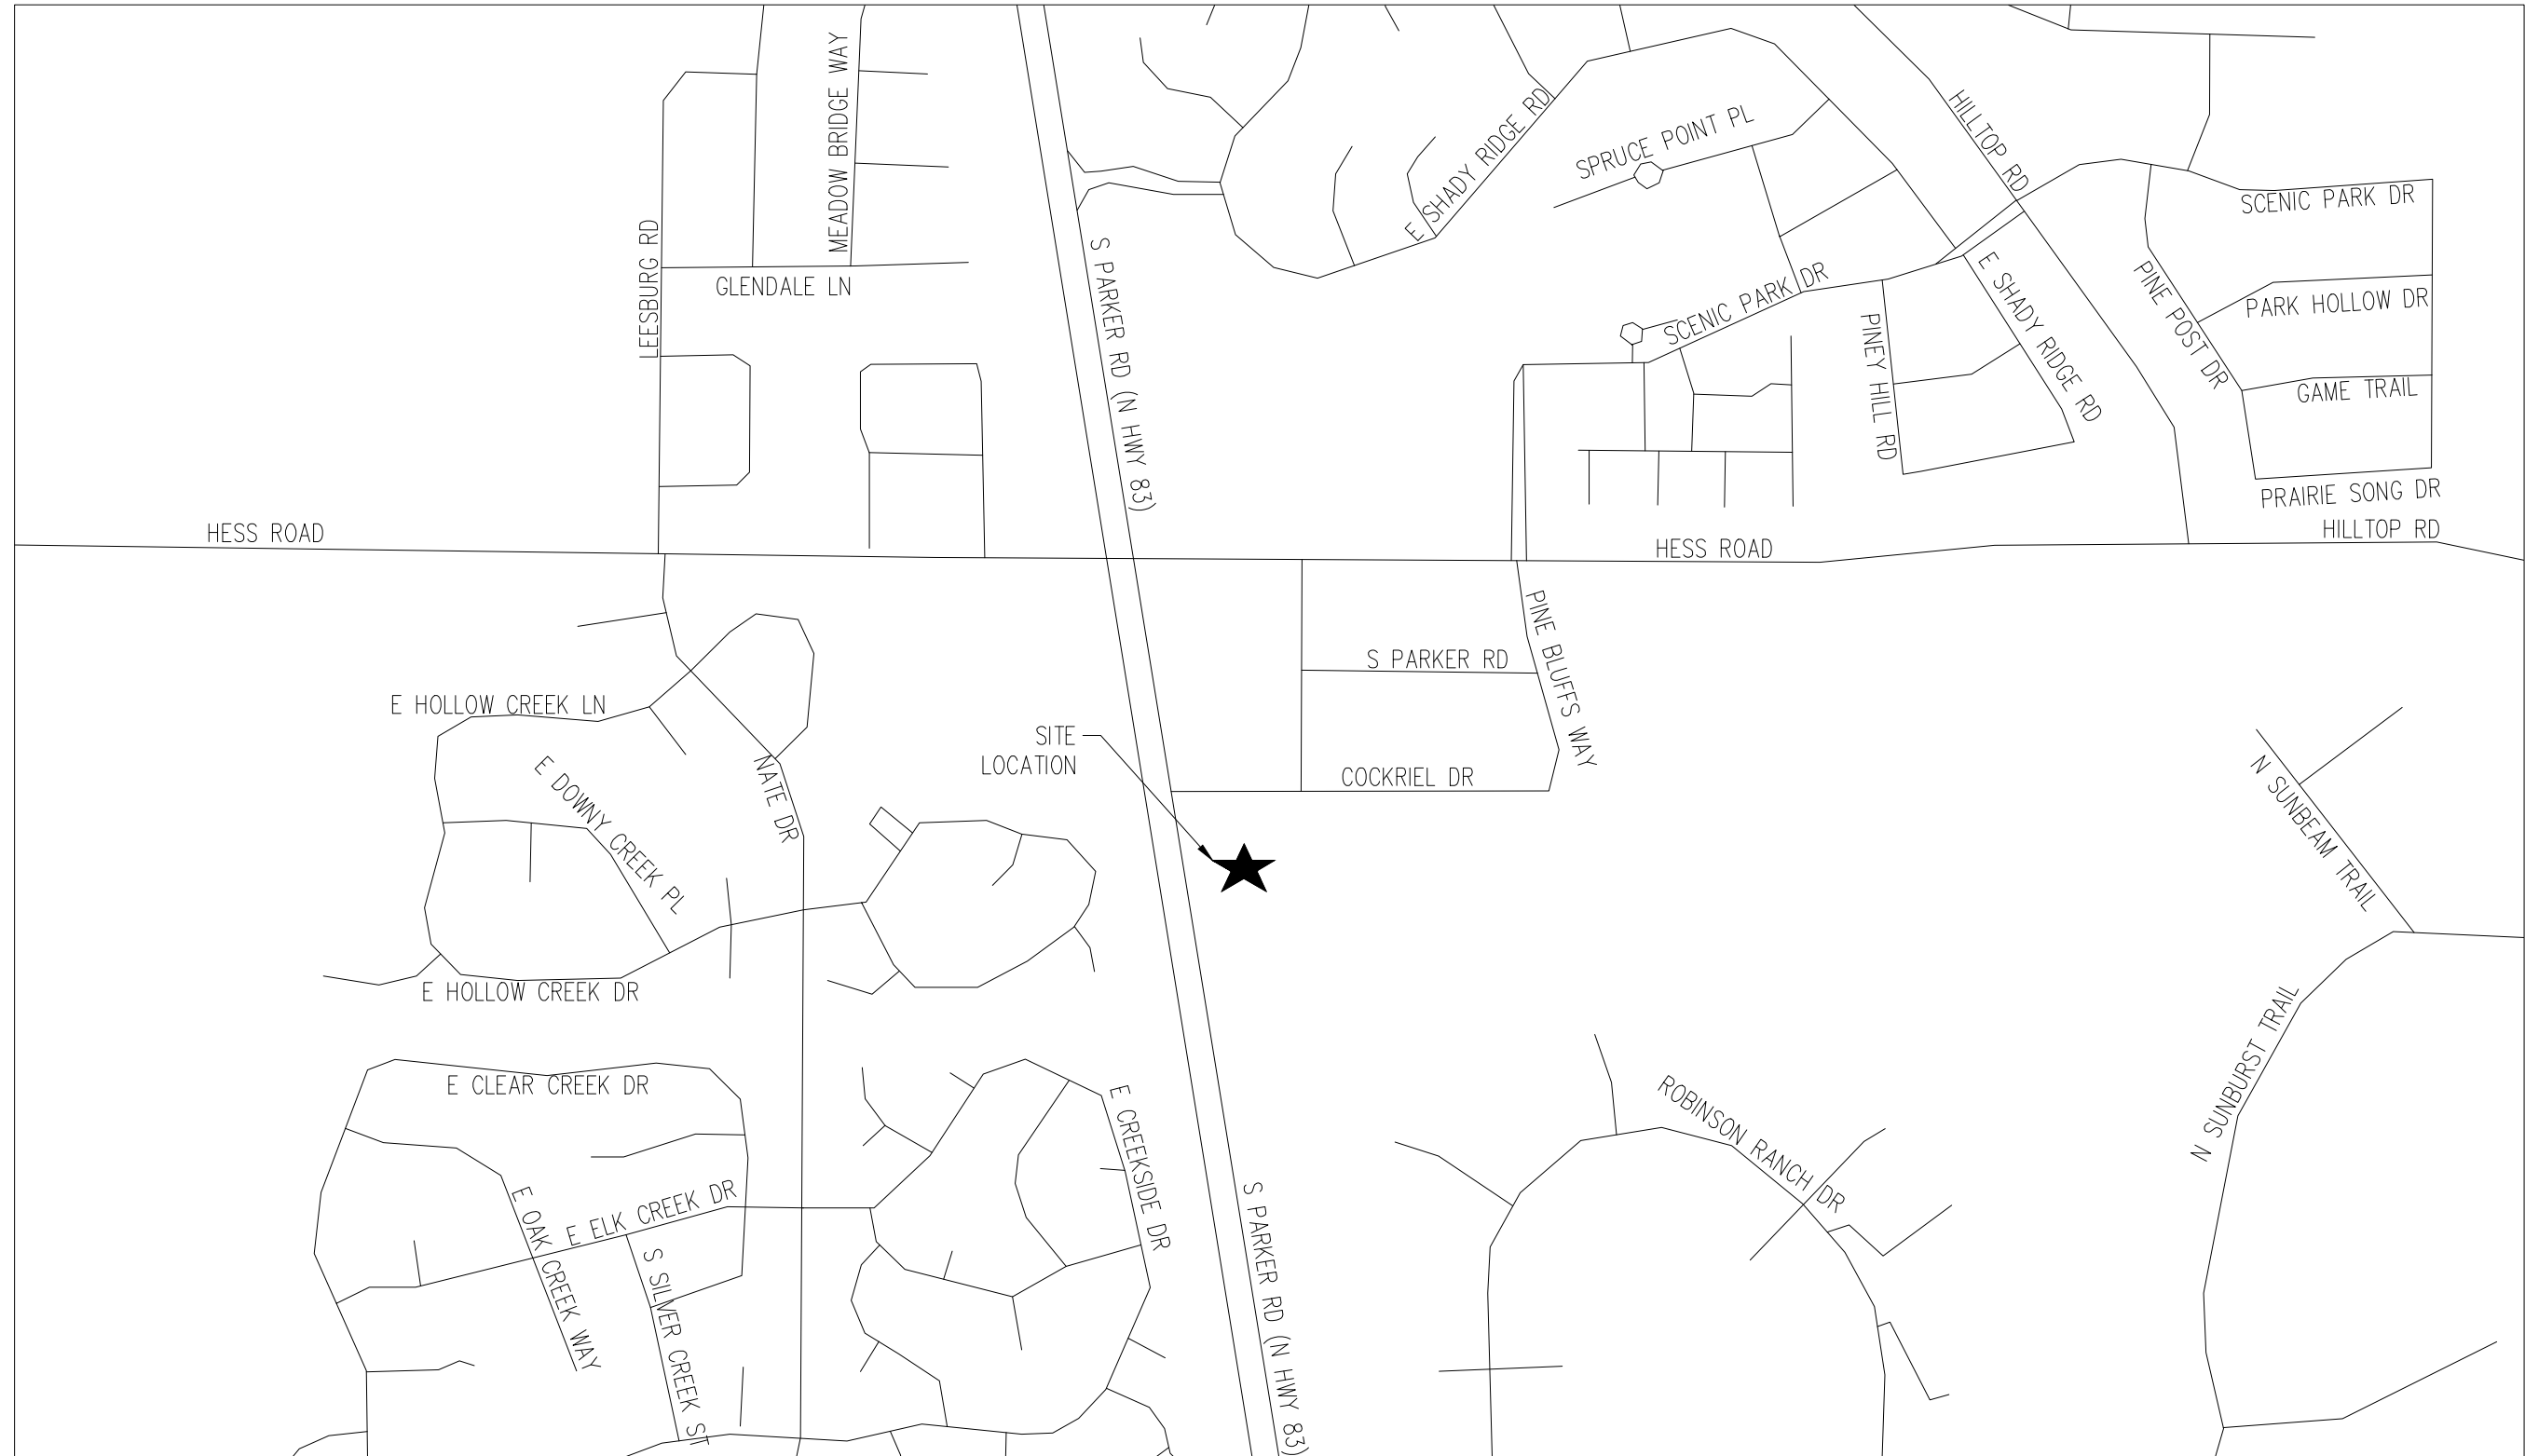 MEADOW BRIDGE WAY
LEESBURG RD
GLENDALE LN
S PARKER RD (N HWY 83)
E SHADY RIDGE RD
SPRUCE POINT PL
HILLTOP RD
SCENIC PARK DR
SCENIC PARK DR
E SHADY RIDGE RD
PINEY HILL RD
PINE POST DR
PARK HOLLOW DR
GAME TRAIL
PRAIRIE SONG DR
HILLTOP RD
HESS ROAD
HESS ROAD
PINE BLUFFS WAY
S PARKER RD
COCKRIEL DR
SITE
LOCATION
E HOLLOW CREEK LN
E DOWNY CREEK PL
NATE DR
E HOLLOW CREEK DR
N SUNBEAM TRAIL
N SUNBURST TRAIL
E CLEAR CREEK DR
E CREEKSIDE DR
ROBINSON RANCH DR
E OAK CREEK WAY
E ELK CREEK DR
S SILVER CREEK ST
S PARKER RD (N HWY 83)